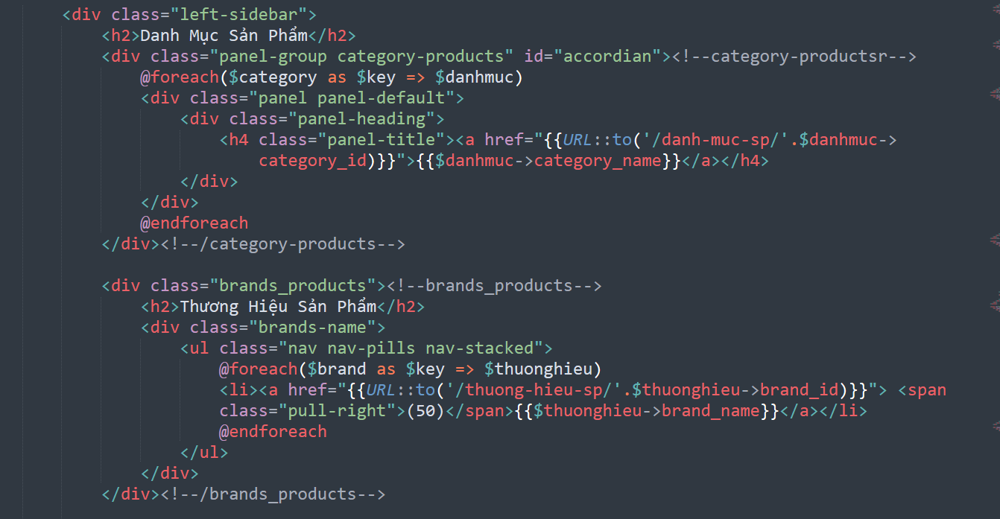 <div class="left-sidebar">
<h2>Danh Mục Sản Phẩm</h2>
<div class="panel-group category-products" id="accordian"><!--category-productsr-->
@foreach($category as $key => $danhmuc)
<div class="panel panel-default">
<div class="panel-heading">
<h4 class="panel-title"><a href="{{URL::to('/danh-muc-sp/'.$danhmuc->
category_id)}}">{{$danhmuc->category_name}}</a></h4>
</div>
</div>
@endforeach
</div><!--/category-products-->
<div class="brands_products"><!--brands_products-->
<h2>Thương Hiệu Sản Phẩm</h2>
<div class="brands-name">
<ul class="nav nav-pills nav-stacked">
@foreach($brand as $key => $thuonghieu)
<li><a href="{{URL::to('/thuong-hieu-sp/'.$thuonghieu->brand_id)}}"> <span
class="pull-right">(50)</span>{{$thuonghieu->brand_name}}</a></li>
@endforeach
</ul>
</div>
</div><!--/brands_products-->